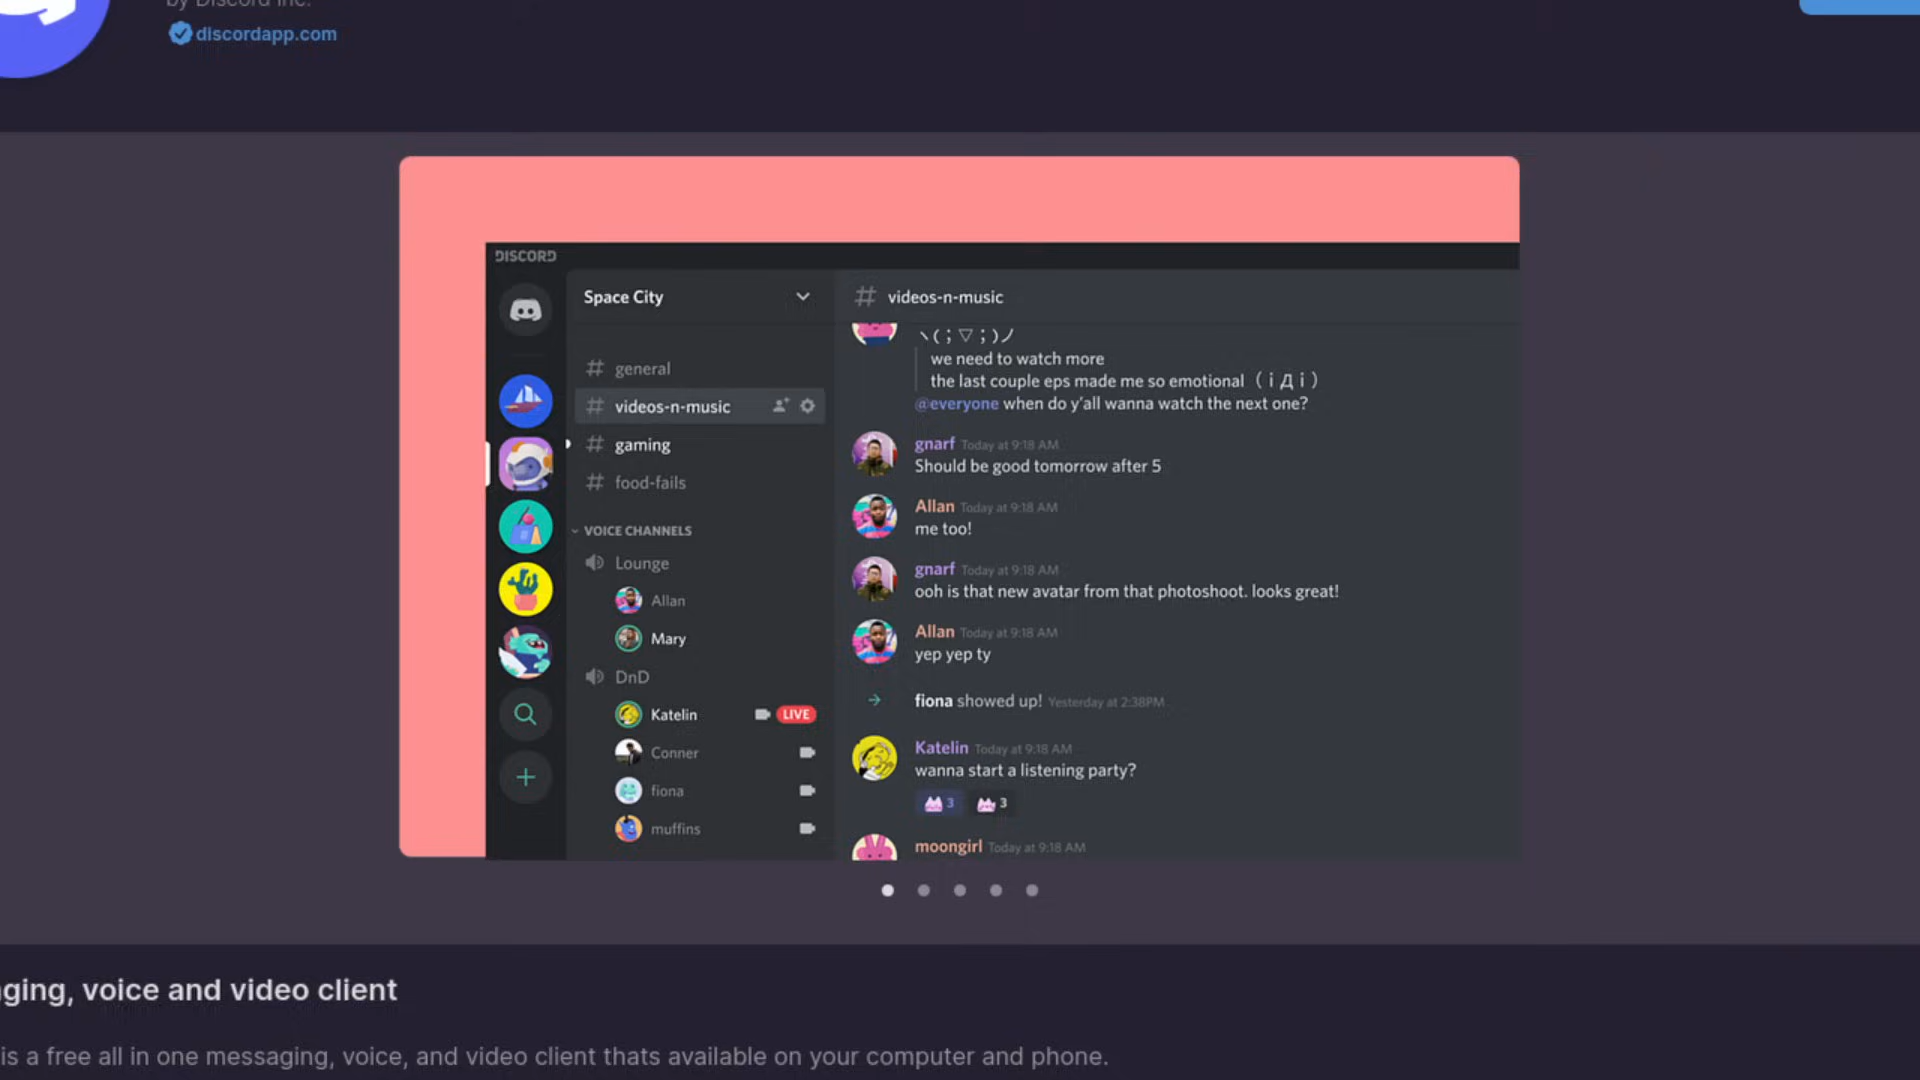 by Discord Inc.
discordapp.com
DISCORD
Space City
general
videos-n-music
gaming
food-fails
VOICE CHANNELS
Lounge
Allan
Mary
DnD
Katelin LIVE
Conner
fiona
muffins
# videos-n-music
ヽ(；▽；)ノ
we need to watch more
the last couple eps made me so emotional （ｉДｉ）
@everyone when do y'all wanna watch the next one?
gnarf Today at 9:18 AM
Should be good tomorrow after 5
Allan Today at 9:18 AM
me too!
gnarf Today at 9:18 AM
ooh is that new avatar from that photoshoot. looks great!
Allan Today at 9:18 AM
yep yep ty
fiona showed up! Yesterday at 2:38PM
Katelin Today at 9:18 AM
wanna start a listening party?
3 3
moongirl Today at 9:18 AM
ging, voice and video client
is a free all in one messaging, voice, and video client thats available on your computer and phone.